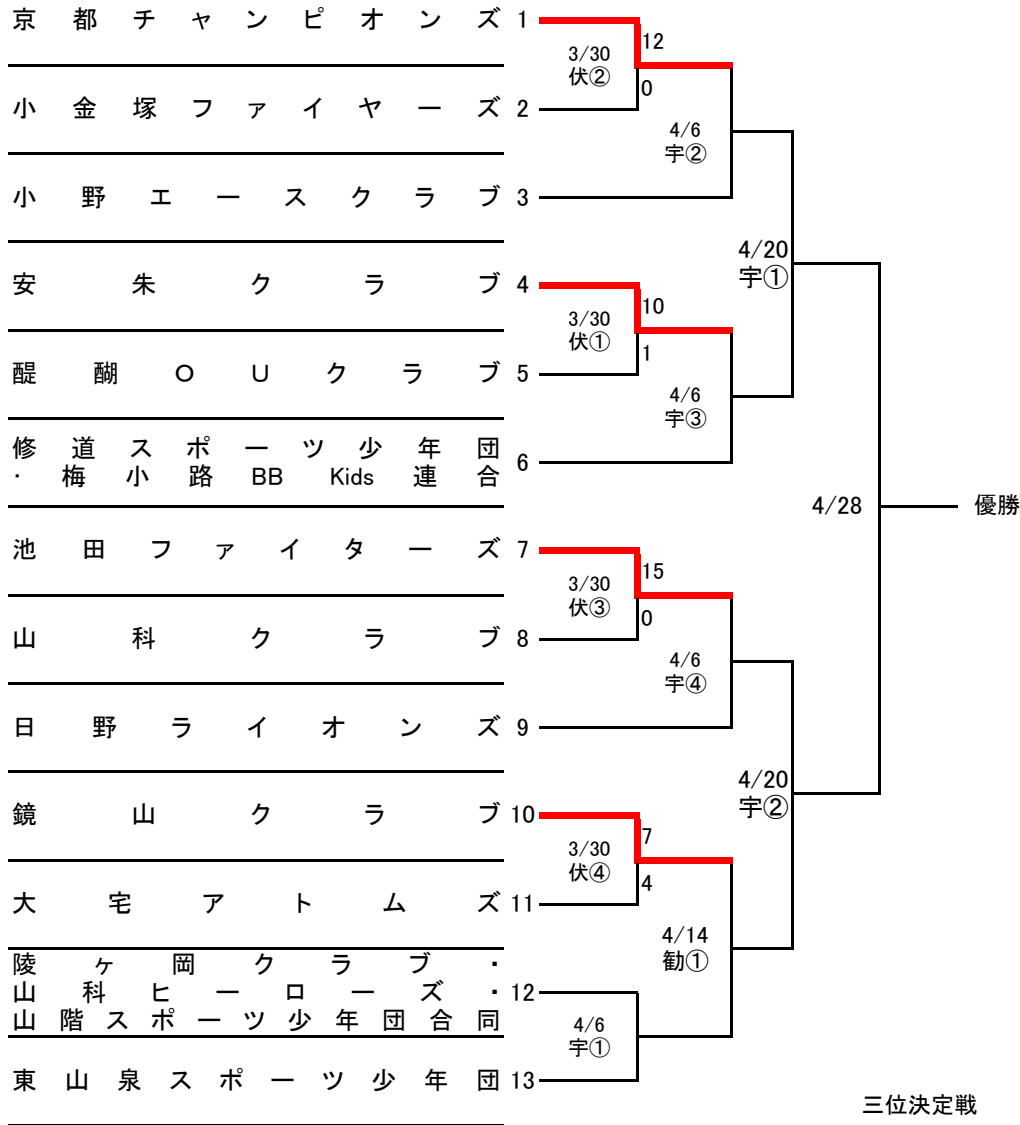 京都チャンピオンズ 1
12
3/30
伏②
0
小金塚ファイヤーズ 2
4/6
宇②
小野エースクラブ 3
4/20
宇①
安朱クラブ 4
10
3/30
伏①
1
醍醐OUクラブ 5
4/6
宇③
修道スポーツ少年団
・梅小路BB Kids連合 6
4/28 優勝
池田ファイターズ 7
15
3/30
伏③
0
山科クラブ 8
4/6
宇④
日野ライオンズ 9
4/20
宇②
鏡山クラブ 10
7
3/30
伏④
4
大宅アトムズ 11
4/14
勧①
陵ヶ岡クラブ・
山科ヒーローズ・ 12
山階スポーツ少年団合同
4/6
宇①
東山泉スポーツ少年団 13
三位決定戦